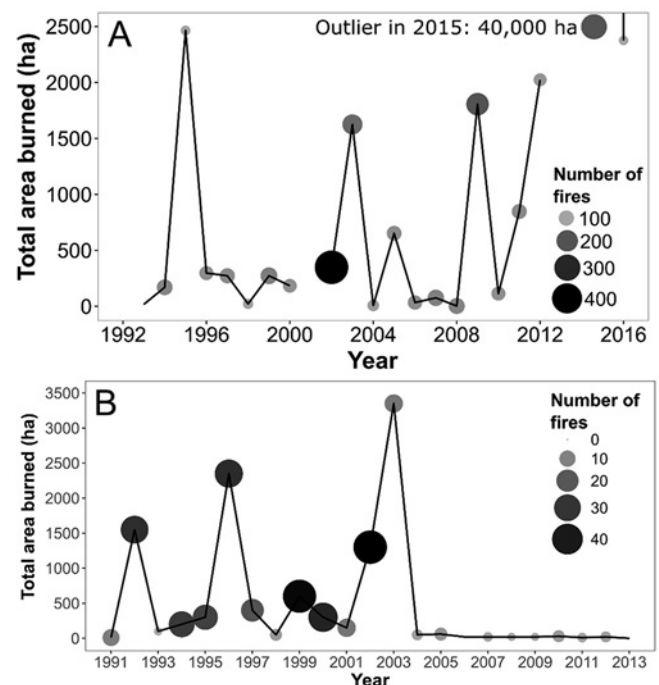 A
Outlier in 2015: 40,000 ha
Total area burned (ha)
2500
2000
1500
1000
500
0
Number of
fires
100
200
300
400
1992 1996 2000 2004 2008 2012 2016
Year
B
Total area burned (ha)
3500
3000
2500
2000
1500
1000
500
0
Number of
fires
0
10
20
30
40
1991 1993 1995 1997 1999 2001 2003 2005 2007 2009 2011 2013
Year